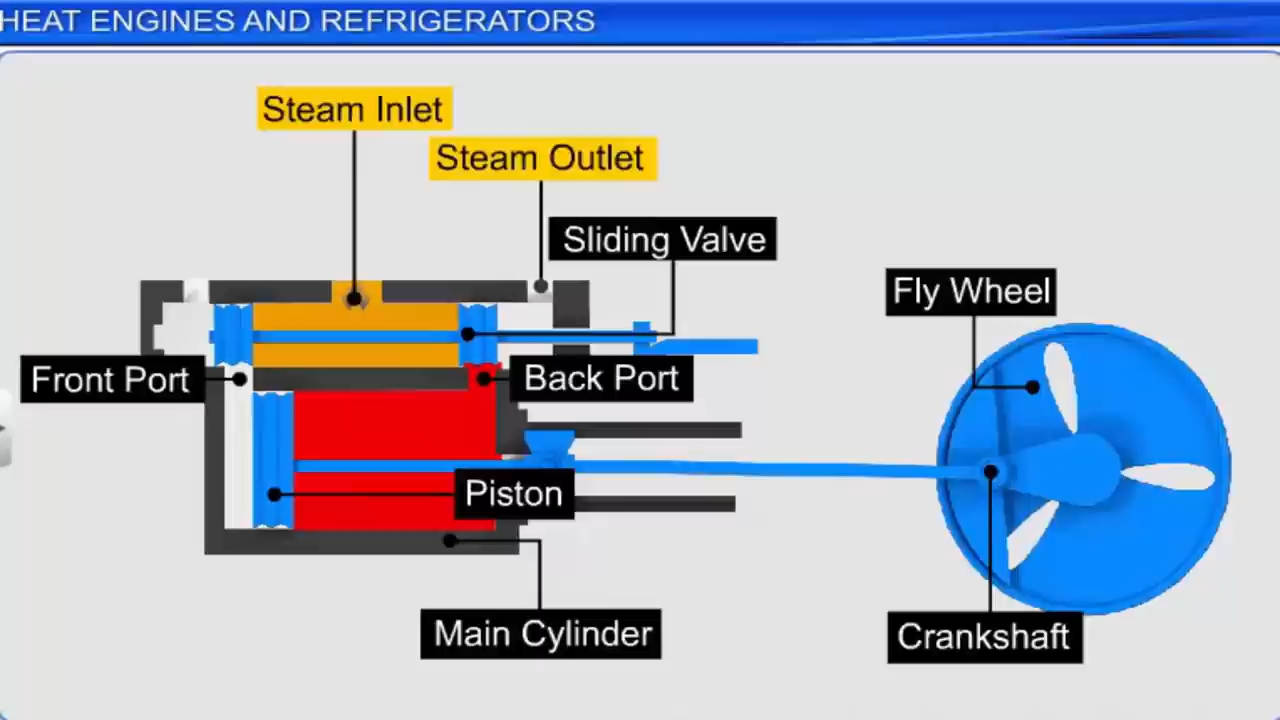 HEAT ENGINES AND REFRIGERATORS
Steam Inlet
Steam Outlet
Sliding Valve
Fly Wheel
Front Port
Back Port
Piston
Main Cylinder
Crankshaft